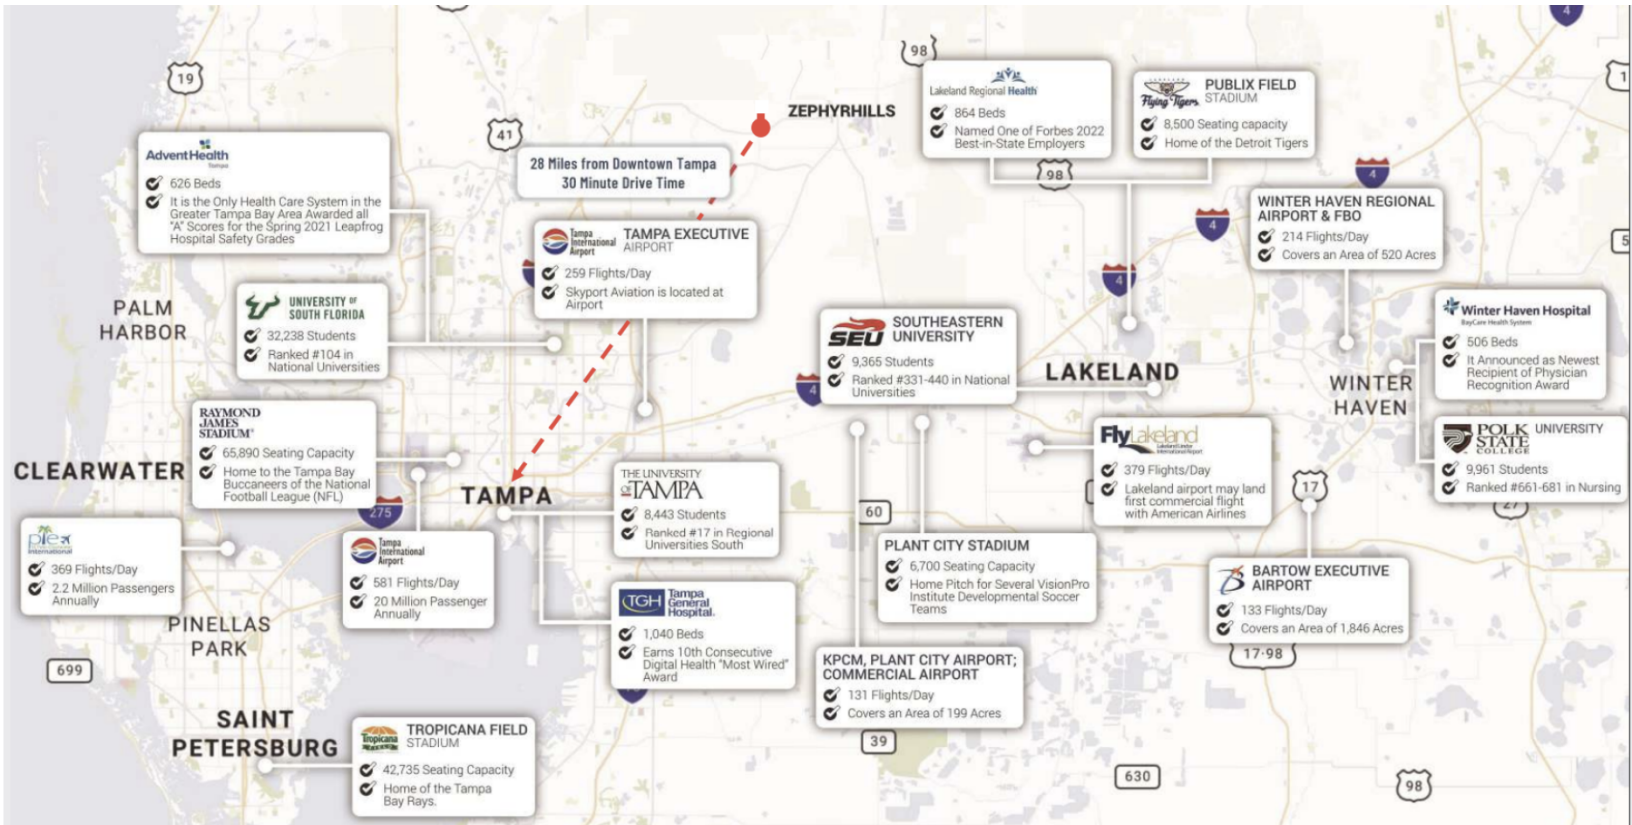 19
41
98
4
ZEPHYRHILLS
28 Miles from Downtown Tampa
30 Minute Drive Time
Lakeland Regional Health
864 Beds
Named One of Forbes 2022
Best-in-State Employers
98
LAKELAND
Flying Tigers
PUBLIX FIELD
STADIUM
8,500 Seating capacity
Home of the Detroit Tigers
4
4
4
AdventHealth
Tampa
626 Beds
It is the Only Health Care System in the
Greater Tampa Bay Area Awarded all
"A" Scores for the Spring 2021 Leapfrog
Hospital Safety Grades
Tampa
International
Airport
TAMPA EXECUTIVE
AIRPORT
259 Flights/Day
Skyport Aviation is located at
Airport
WINTER HAVEN REGIONAL
AIRPORT & FBO
214 Flights/Day
Covers an Area of 520 Acres
PALM
HARBOR
UNIVERSITY OF
SOUTH FLORIDA
32,238 Students
Ranked #104 in
National Universities
SEU
SOUTHEASTERN
UNIVERSITY
9,365 Students
Ranked #331-440 in National
Universities
4
LAKELAND
WINTER
HAVEN
Winter Haven Hospital
BayCare Health System
506 Beds
It Announced as Newest
Recipient of Physician
Recognition Award
RAYMOND
JAMES
STADIUM
65,890 Seating Capacity
Home to the Tampa Bay
Buccaneers of the National
Football League (NFL)
CLEARWATER
275
TAMPA
THE UNIVERSITY
OF TAMPA
8,443 Students
Ranked #17 in Regional
Universities South
Fly Lakeland
379 Flights/Day
Lakeland airport may land
first commercial flight
with American Airlines
POLK
STATE
COLLEGE
UNIVERSITY
9,961 Students
Ranked #661-681 in Nursing
17
27
60
pie
International
369 Flights/Day
2.2 Million Passengers
Annually
Tampa
International
Airport
581 Flights/Day
20 Million Passenger
Annually
PLANT CITY STADIUM
6,700 Seating Capacity
Home Pitch for Several VisionPro
Institute Developmental Soccer
Teams
BARTOW EXECUTIVE
AIRPORT
133 Flights/Day
Covers an Area of 1,846 Acres
17·98
TGH
Tampa
General
Hospital.
1,040 Beds
Earns 10th Consecutive
Digital Health "Most Wired"
Award
PINELLAS
PARK
699
KPCM, PLANT CITY AIRPORT;
COMMERCIAL AIRPORT
131 Flights/Day
Covers an Area of 199 Acres
39
630
98
SAINT
PETERSBURG
Tropicana
FIELD
TROPICANA FIELD
STADIUM
42,735 Seating Capacity
Home of the Tampa
Bay Rays.